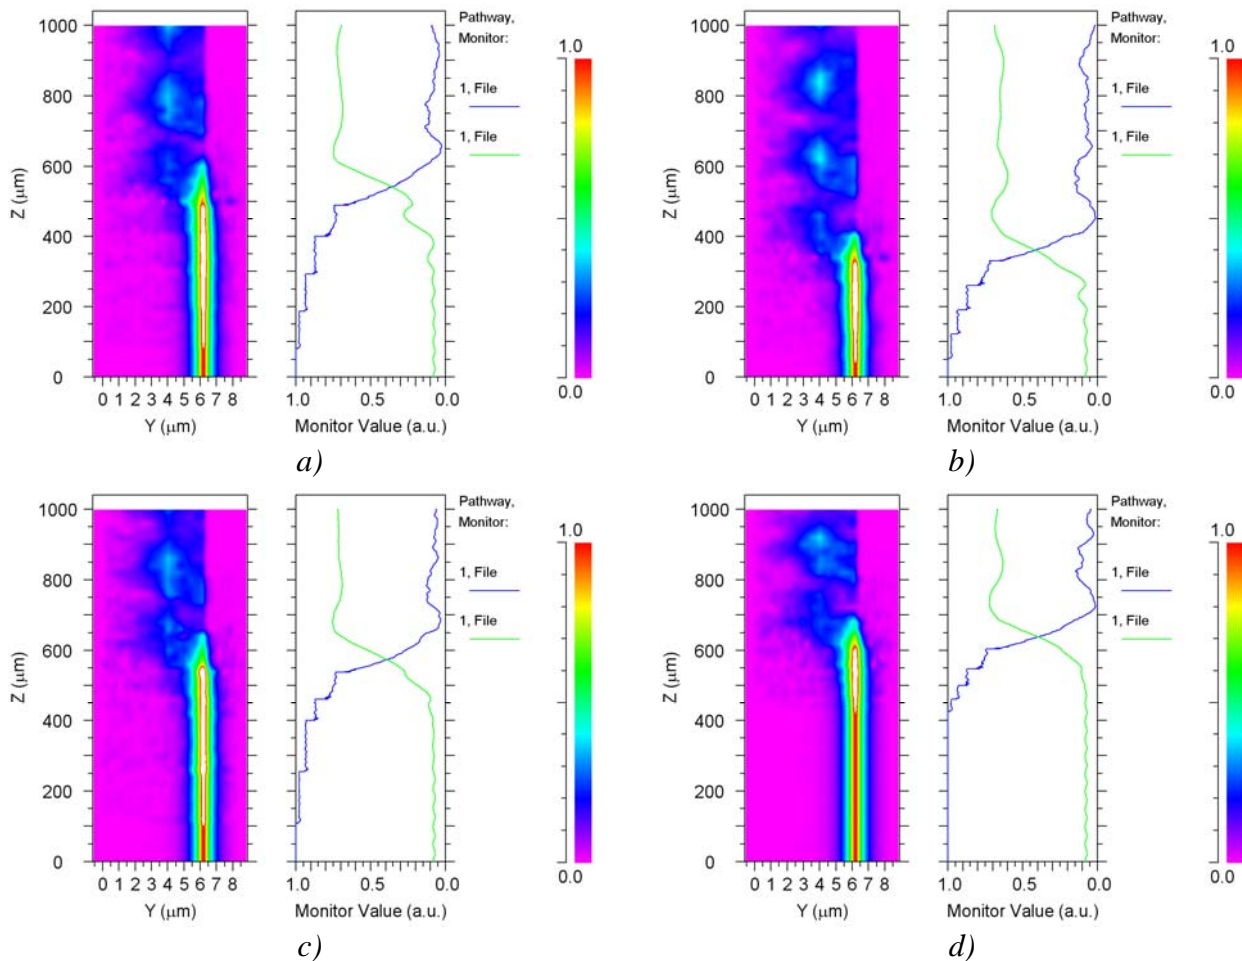 Pathway,
Monitor:
1, File
1, File
1000
800
600
400
200
0
Z (μm)
0 1 2 3 4 5 6 7 8
Y (μm)
1.0 0.5 0.0
Monitor Value (a.u.)
1.0
0.0
a)
Pathway,
Monitor:
1, File
1, File
1000
800
600
400
200
0
Z (μm)
0 1 2 3 4 5 6 7 8
Y (μm)
1.0 0.5 0.0
Monitor Value (a.u.)
1.0
0.0
b)
Pathway,
Monitor:
1, File
1, File
1000
800
600
400
200
0
Z (μm)
0 1 2 3 4 5 6 7 8
Y (μm)
1.0 0.5 0.0
Monitor Value (a.u.)
1.0
0.0
c)
Pathway,
Monitor:
1, File
1, File
1000
800
600
400
200
0
Z (μm)
0 1 2 3 4 5 6 7 8
Y (μm)
1.0 0.5 0.0
Monitor Value (a.u.)
1.0
0.0
d)